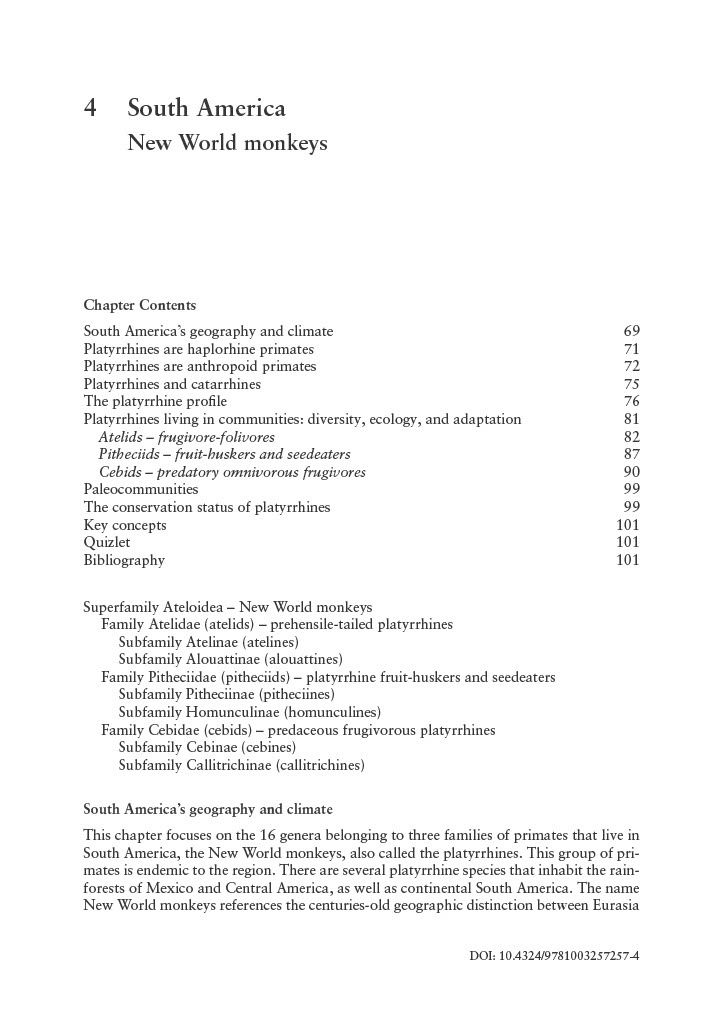 4 South America
New World monkeys
Chapter Contents
South America’s geography and climate 69
Platyrrhines are haplorhine primates 71
Platyrrhines are anthropoid primates 72
Platyrrhines and catarrhines 75
The platyrrhine profile 76
Platyrrhines living in communities: diversity, ecology, and adaptation 81
Atelids – frugivore-folivores 82
Pitheciids – fruit-huskers and seedeaters 87
Cebids – predatory omnivorous frugivores 90
Paleocommunities 99
The conservation status of platyrrhines 99
Key concepts 101
Quizlet 101
Bibliography 101
Superfamily Ateloidea – New World monkeys
Family Atelidae (atelids) – prehensile-tailed platyrrhines
Subfamily Atelinae (atelines)
Subfamily Alouattinae (alouattines)
Family Pitheciidae (pitheciids) – platyrrhine fruit-huskers and seedeaters
Subfamily Pitheciinae (pitheciines)
Subfamily Homunculinae (homunculines)
Family Cebidae (cebids) – predaceous frugivorous platyrrhines
Subfamily Cebinae (cebines)
Subfamily Callitrichinae (callitrichines)
South America’s geography and climate
This chapter focuses on the 16 genera belonging to three families of primates that live in
South America, the New World monkeys, also called the platyrrhines. This group of pri-
mates is endemic to the region. There are several platyrrhine species that inhabit the rain-
forests of Mexico and Central America, as well as continental South America. The name
New World monkeys references the centuries-old geographic distinction between Eurasia
DOI: 10.4324/9781003257257-4